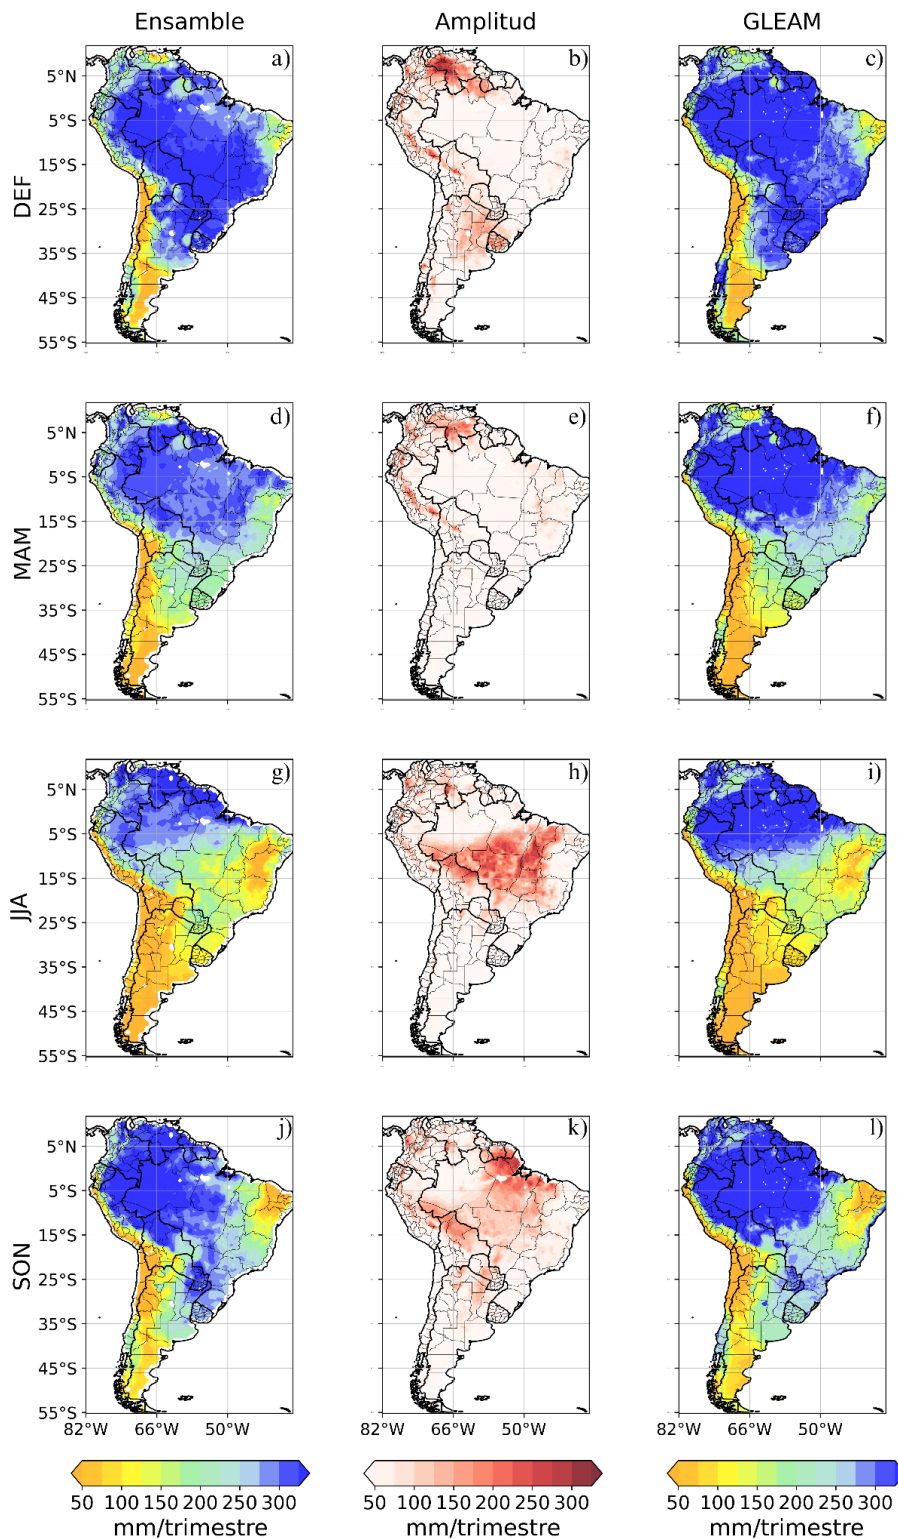 Ensamble Amplitud GLEAM
DEF
a) b) c)
5°N
5°S
15°S
25°S
35°S
45°S
55°S
MAM
d) e) f)
5°N
5°S
15°S
25°S
35°S
45°S
55°S
JJA
g) h) i)
5°N
5°S
15°S
25°S
35°S
45°S
55°S
SON
j) k) l)
5°N
5°S
15°S
25°S
35°S
45°S
55°S
82°W 66°W 50°W 82°W 66°W 50°W 82°W 66°W 50°W
50 100 150 200 250 300 50 100 150 200 250 300 50 100 150 200 250 300
mm/trimestre mm/trimestre mm/trimestre